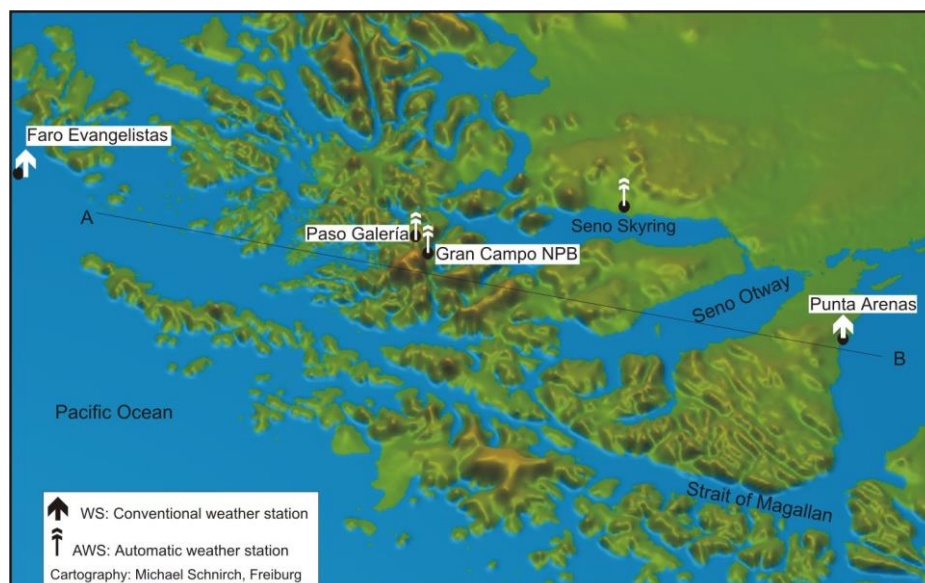 Faro Evangelistas
A
Paso Galería
Gran Campo NPB
Seno Skyring
Seno Otway
Punta Arenas
B
Pacific Ocean
Strait of Magallan
WS: Conventional weather station
AWS: Automatic weather station
Cartography: Michael Schnirch, Freiburg